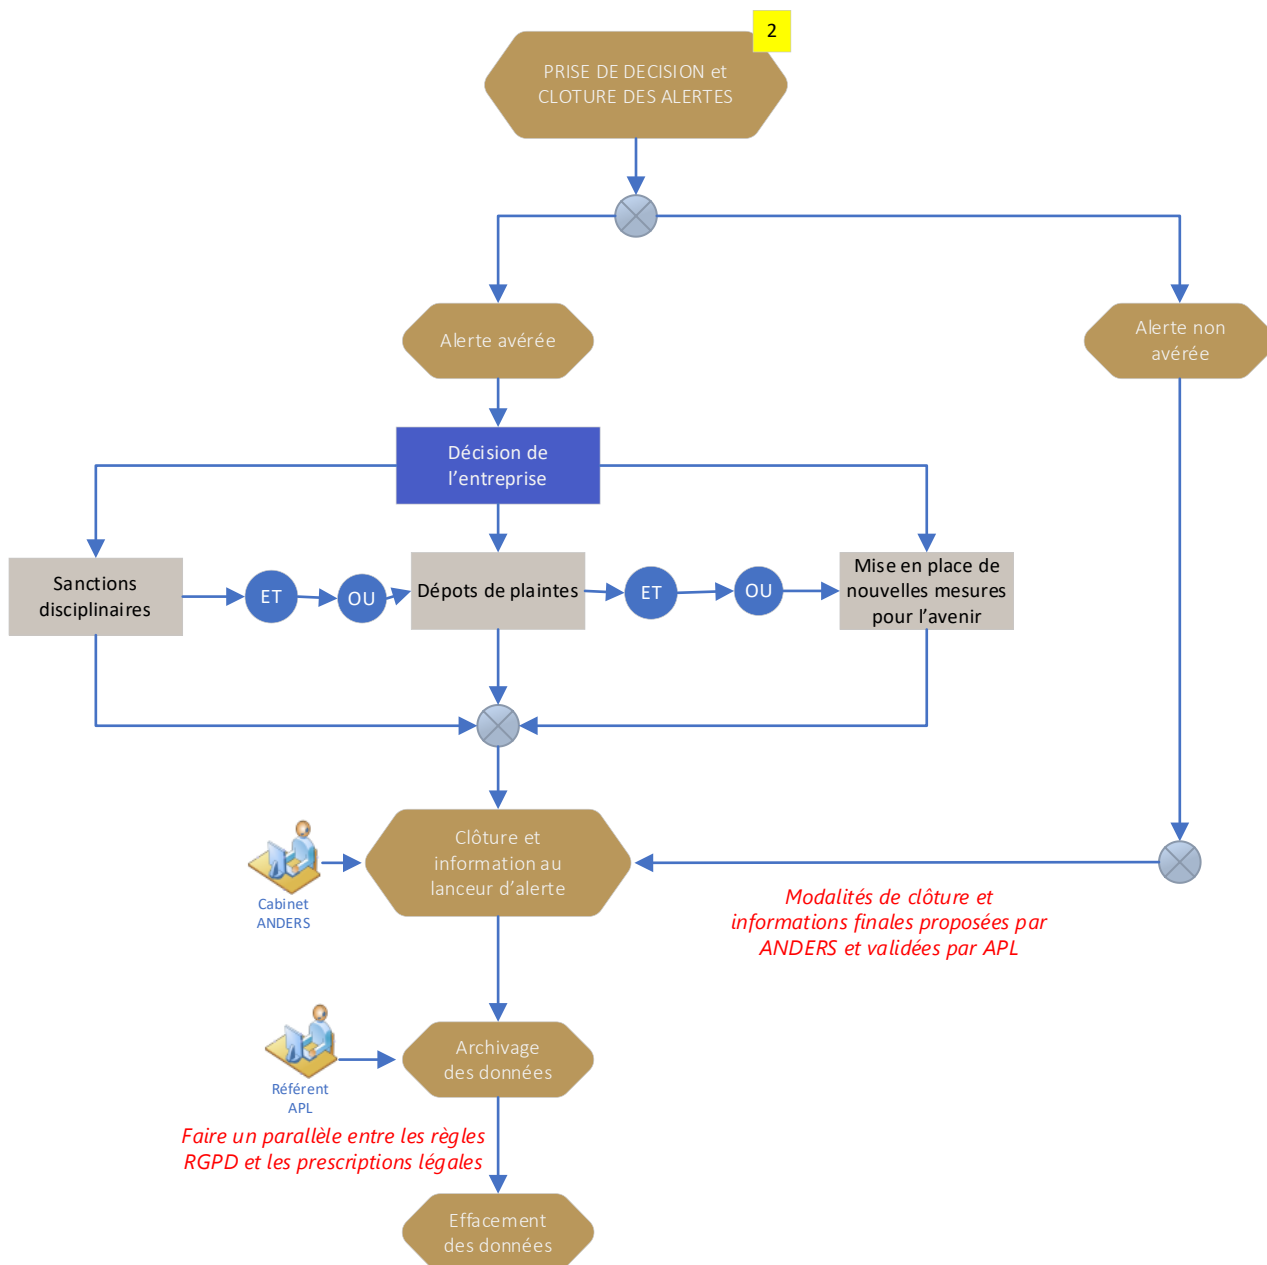 2
PRISE DE DECISION et
CLOTURE DES ALERTES
Alerte avérée
Alerte non
avérée
Décision de
l’entreprise
Sanctions
disciplinaires
ET
OU
Dépots de plaintes
ET
OU
Mise en place de
nouvelles mesures
pour l’avenir
Clôture et
information au
lanceur d’alerte
Cabinet
ANDERS
Modalités de clôture et
informations finales proposées par
ANDERS et validées par APL
Archivage
des données
Référent
APL
Faire un parallèle entre les règles
RGPD et les prescriptions légales
Effacement
des données